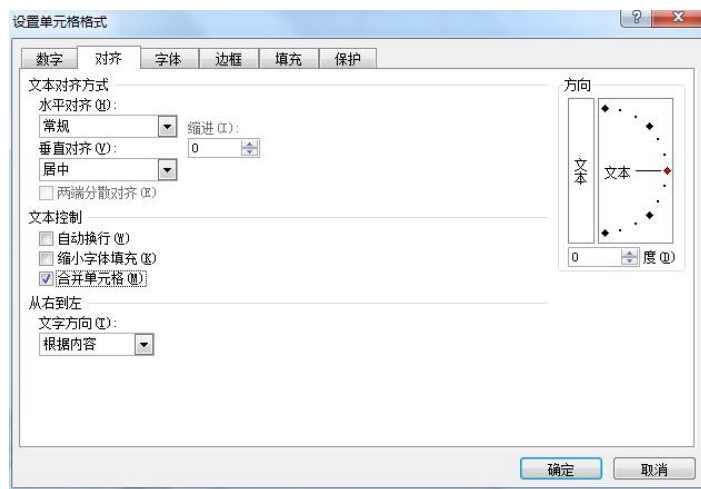 设置单元格格式
数字 对齐 字体 边框 填充 保护
文本对齐方式
水平对齐(H):
常规
缩进(I):
垂直对齐(V):
0
居中
两端分散对齐(E)
文本控制
自动换行(W)
缩小字体填充(K)
合并单元格(M)
从右到左
文字方向(T):
根据内容
方向
文本
文本
0 度(D)
确定 取消